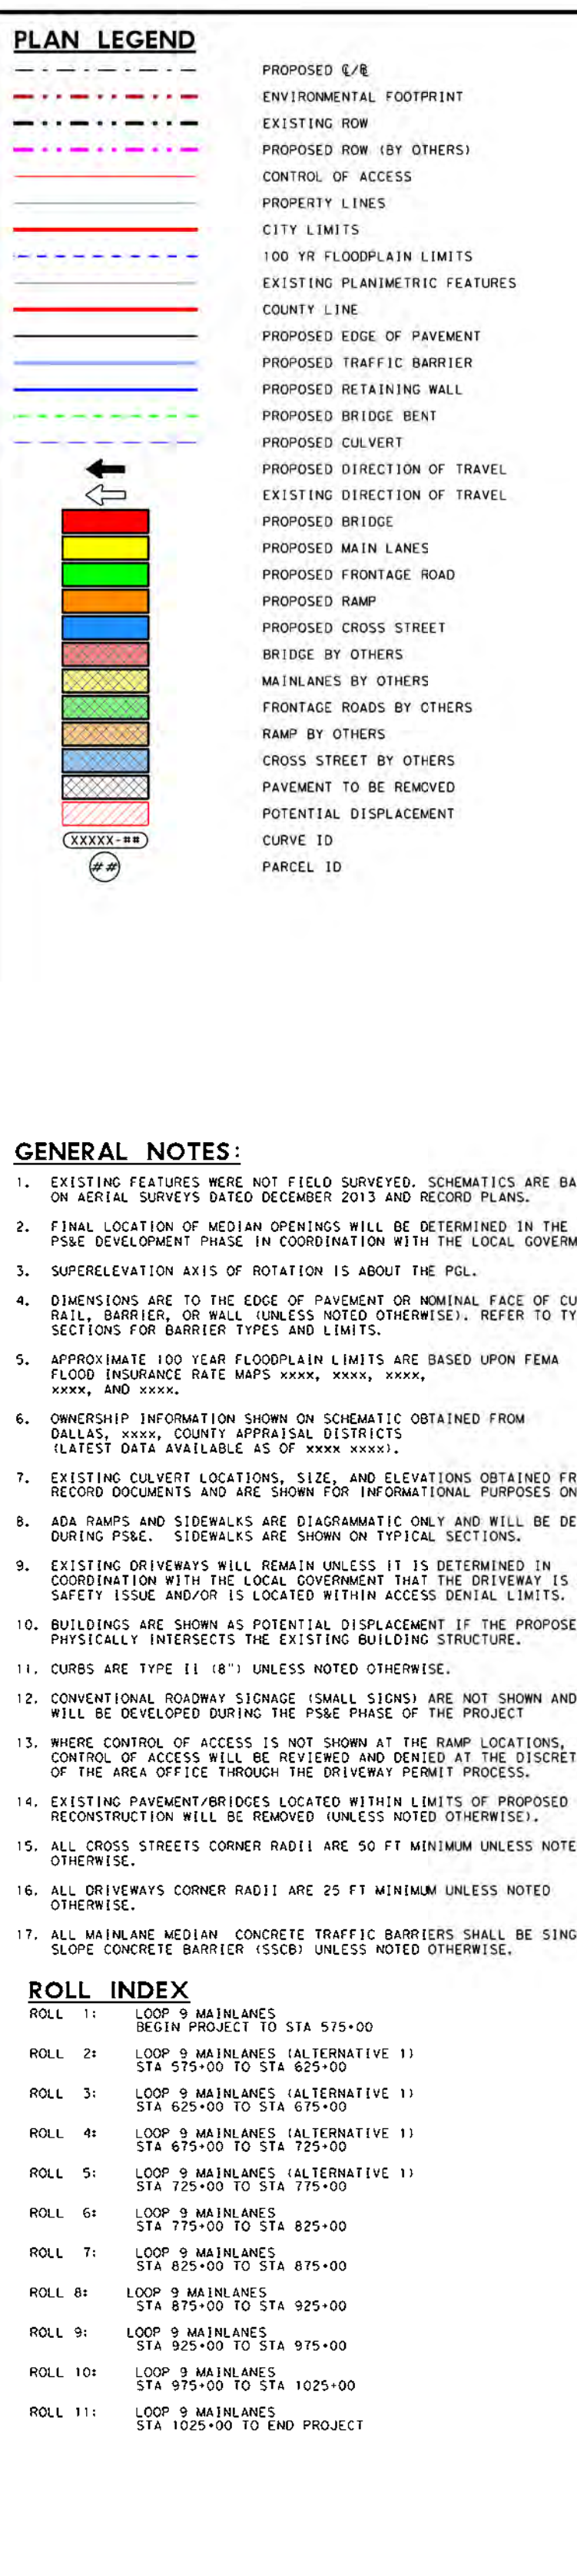 PLAN LEGEND
PROPOSED ℄/℞
ENVIRONMENTAL FOOTPRINT
EXISTING ROW
PROPOSED ROW (BY OTHERS)
CONTROL OF ACCESS
PROPERTY LINES
CITY LIMITS
100 YR FLOODPLAIN LIMITS
EXISTING PLANIMETRIC FEATURES
COUNTY LINE
PROPOSED EDGE OF PAVEMENT
PROPOSED TRAFFIC BARRIER
PROPOSED RETAINING WALL
PROPOSED BRIDGE BENT
PROPOSED CULVERT
PROPOSED DIRECTION OF TRAVEL
EXISTING DIRECTION OF TRAVEL
PROPOSED BRIDGE
PROPOSED MAIN LANES
PROPOSED FRONTAGE ROAD
PROPOSED RAMP
PROPOSED CROSS STREET
BRIDGE BY OTHERS
MAINLANES BY OTHERS
FRONTAGE ROADS BY OTHERS
RAMP BY OTHERS
CROSS STREET BY OTHERS
PAVEMENT TO BE REMOVED
POTENTIAL DISPLACEMENT
XXXXX-## CURVE ID
## PARCEL ID
GENERAL NOTES:
1. EXISTING FEATURES WERE NOT FIELD SURVEYED. SCHEMATICS ARE BA
ON AERIAL SURVEYS DATED DECEMBER 2013 AND RECORD PLANS.
2. FINAL LOCATION OF MEDIAN OPENINGS WILL BE DETERMINED IN THE
PS&E DEVELOPMENT PHASE IN COORDINATION WITH THE LOCAL GOVERM
3. SUPERELEVATION AXIS OF ROTATION IS ABOUT THE PGL.
4. DIMENSIONS ARE TO THE EDGE OF PAVEMENT OR NOMINAL FACE OF CU
RAIL, BARRIER, OR WALL (UNLESS NOTED OTHERWISE). REFER TO TY
SECTIONS FOR BARRIER TYPES AND LIMITS.
5. APPROXIMATE 100 YEAR FLOODPLAIN LIMITS ARE BASED UPON FEMA
FLOOD INSURANCE RATE MAPS xxxx, xxxx, xxxx,
xxxx, AND xxxx.
6. OWNERSHIP INFORMATION SHOWN ON SCHEMATIC OBTAINED FROM
DALLAS, xxxx, COUNTY APPRAISAL DISTRICTS
(LATEST DATA AVAILABLE AS OF xxxx xxxx).
7. EXISTING CULVERT LOCATIONS, SIZE, AND ELEVATIONS OBTAINED FR
RECORD DOCUMENTS AND ARE SHOWN FOR INFORMATIONAL PURPOSES ON
8. ADA RAMPS AND SIDEWALKS ARE DIAGRAMMATIC ONLY AND WILL BE DE
DURING PS&E. SIDEWALKS ARE SHOWN ON TYPICAL SECTIONS.
9. EXISTING DRIVEWAYS WILL REMAIN UNLESS IT IS DETERMINED IN
COORDINATION WITH THE LOCAL GOVERNMENT THAT THE DRIVEWAY IS
SAFETY ISSUE AND/OR IS LOCATED WITHIN ACCESS DENIAL LIMITS.
10. BUILDINGS ARE SHOWN AS POTENTIAL DISPLACEMENT IF THE PROPOSE
PHYSICALLY INTERSECTS THE EXISTING BUILDING STRUCTURE.
11. CURBS ARE TYPE II (8") UNLESS NOTED OTHERWISE.
12. CONVENTIONAL ROADWAY SIGNAGE (SMALL SIGNS) ARE NOT SHOWN AND
WILL BE DEVELOPED DURING THE PS&E PHASE OF THE PROJECT
13. WHERE CONTROL OF ACCESS IS NOT SHOWN AT THE RAMP LOCATIONS,
CONTROL OF ACCESS WILL BE REVIEWED AND DENIED AT THE DISCRET
OF THE AREA OFFICE THROUGH THE DRIVEWAY PERMIT PROCESS.
14. EXISTING PAVEMENT/BRIDGES LOCATED WITHIN LIMITS OF PROPOSED
RECONSTRUCTION WILL BE REMOVED (UNLESS NOTED OTHERWISE).
15. ALL CROSS STREETS CORNER RADII ARE 50 FT MINIMUM UNLESS NOTE
OTHERWISE.
16. ALL DRIVEWAYS CORNER RADII ARE 25 FT MINIMUM UNLESS NOTED
OTHERWISE.
17. ALL MAINLANE MEDIAN CONCRETE TRAFFIC BARRIERS SHALL BE SING
SLOPE CONCRETE BARRIER (SSCB) UNLESS NOTED OTHERWISE.
ROLL INDEX
ROLL 1: LOOP 9 MAINLANES
BEGIN PROJECT TO STA 575+00
ROLL 2: LOOP 9 MAINLANES (ALTERNATIVE 1)
STA 575+00 TO STA 625+00
ROLL 3: LOOP 9 MAINLANES (ALTERNATIVE 1)
STA 625+00 TO STA 675+00
ROLL 4: LOOP 9 MAINLANES (ALTERNATIVE 1)
STA 675+00 TO STA 725+00
ROLL 5: LOOP 9 MAINLANES (ALTERNATIVE 1)
STA 725+00 TO STA 775+00
ROLL 6: LOOP 9 MAINLANES
STA 775+00 TO STA 825+00
ROLL 7: LOOP 9 MAINLANES
STA 825+00 TO STA 875+00
ROLL 8: LOOP 9 MAINLANES
STA 875+00 TO STA 925+00
ROLL 9: LOOP 9 MAINLANES
STA 925+00 TO STA 975+00
ROLL 10: LOOP 9 MAINLANES
STA 975+00 TO STA 1025+00
ROLL 11: LOOP 9 MAINLANES
STA 1025+00 TO END PROJECT